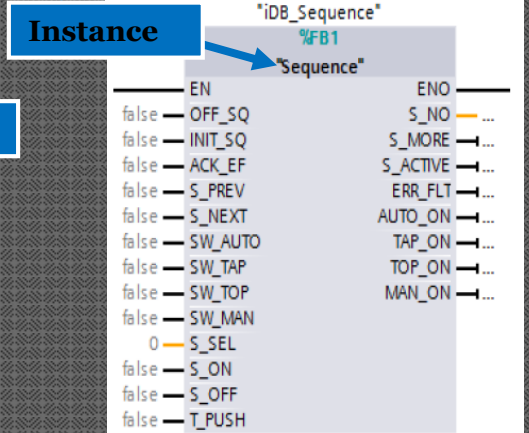 "iDB_Sequence"
Instance
%FB1
"Sequence"
EN ENO
false OFF_SQ S_NO ...
false INIT_SQ S_MORE ...
false ACK_EF S_ACTIVE ...
false S_PREV ERR_FLT ...
false S_NEXT AUTO_ON ...
false SW_AUTO TAP_ON ...
false SW_TAP TOP_ON ...
false SW_TOP MAN_ON ...
false SW_MAN
0 S_SEL
false S_ON
false S_OFF
false T_PUSH